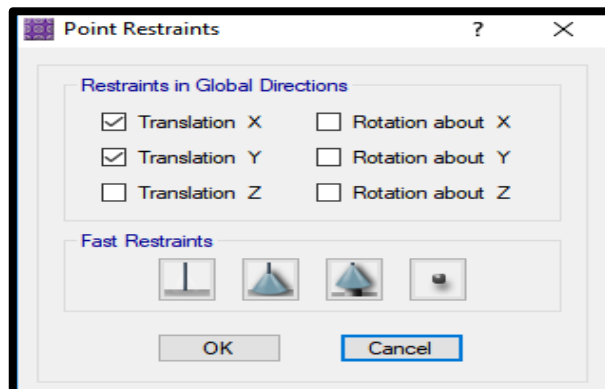 Point Restraints ? ×
Restraints in Global Directions
Translation X Rotation about X
Translation Y Rotation about Y
Translation Z Rotation about Z
Fast Restraints
OK Cancel